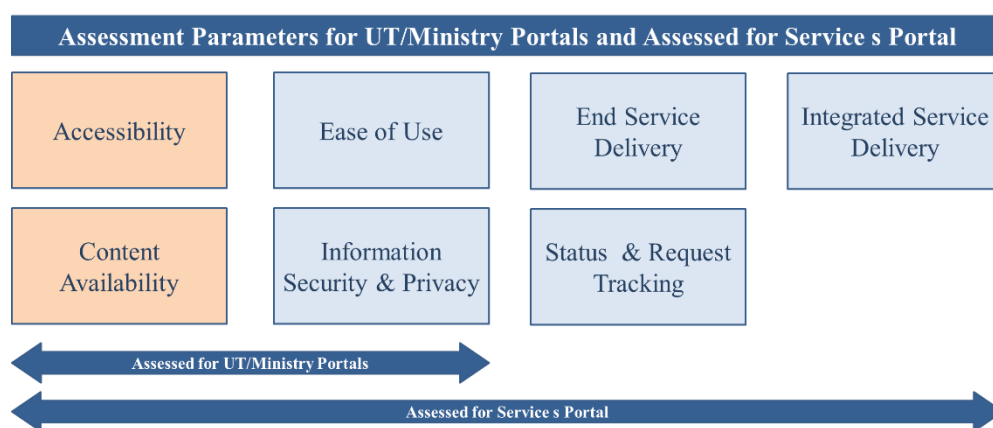 Assessment Parameters for UT/Ministry Portals and Assessed for Service s Portal
Accessibility
Ease of Use
End Service
Delivery
Integrated Service
Delivery
Content
Availability
Information
Security & Privacy
Status & Request
Tracking
Assessed for UT/Ministry Portals
Assessed for Service s Portal